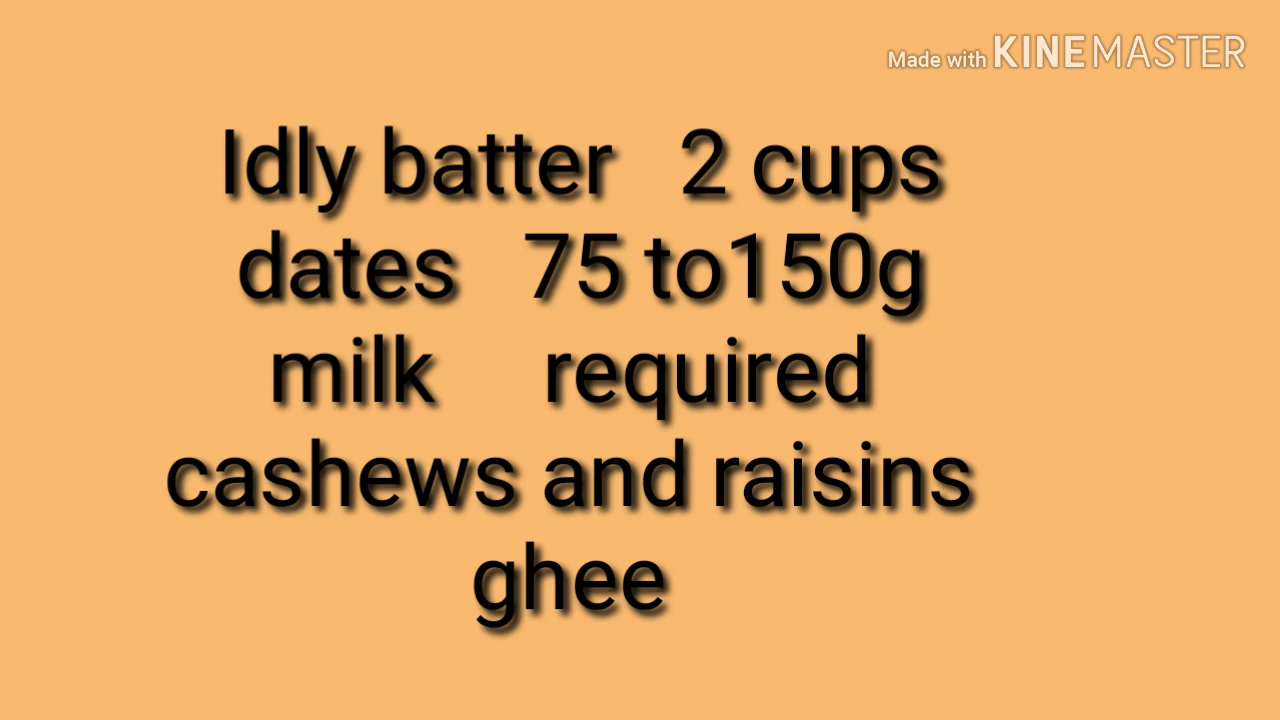 Made with KINEMASTER
Idly batter 2 cups
dates 75 to150g
milk required
cashews and raisins
ghee